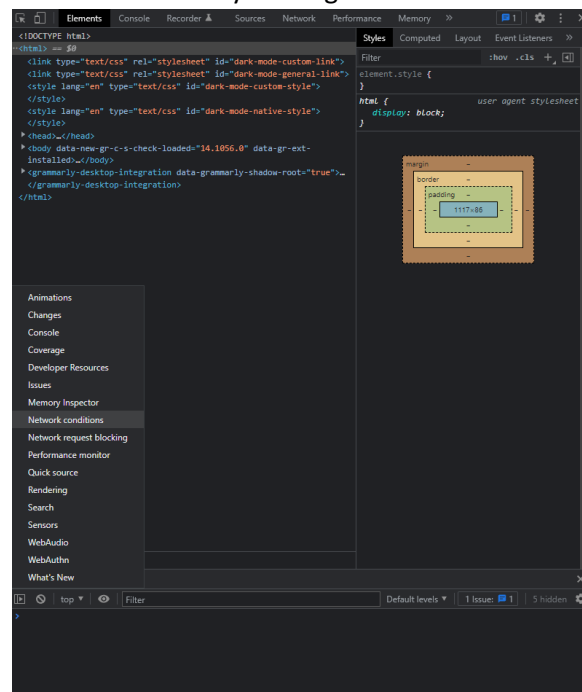 Elements Console Recorder Sources Network Performance Memory » 1
<!DOCTYPE html>
··<html> == $0
<link type="text/css" rel="stylesheet" id="dark-mode-custom-link">
<link type="text/css" rel="stylesheet" id="dark-mode-general-link">
<style lang="en" type="text/css" id="dark-mode-custom-style">
</style>
<style lang="en" type="text/css" id="dark-mode-native-style">
</style>
<head>…</head>
<body data-new-gr-c-s-check-loaded="14.1056.0" data-gr-ext-
installed>…</body>
<grammarly-desktop-integration data-grammarly-shadow-root="true">…
</grammarly-desktop-integration>
</html>
Styles Computed Layout Event Listeners »
Filter :hov .cls +
element.style {
}
html { user agent stylesheet
display: block;
}
margin -
border -
padding -
- - - 1117×86 - - -
-
-
-
Animations
Changes
Console
Coverage
Developer Resources
Issues
Memory Inspector
Network conditions
Network request blocking
Performance monitor
Quick source
Rendering
Search
Sensors
WebAudio
WebAuthn
What's New
top ▼ Filter Default levels ▼ 1 Issue: 1 5 hidden
>